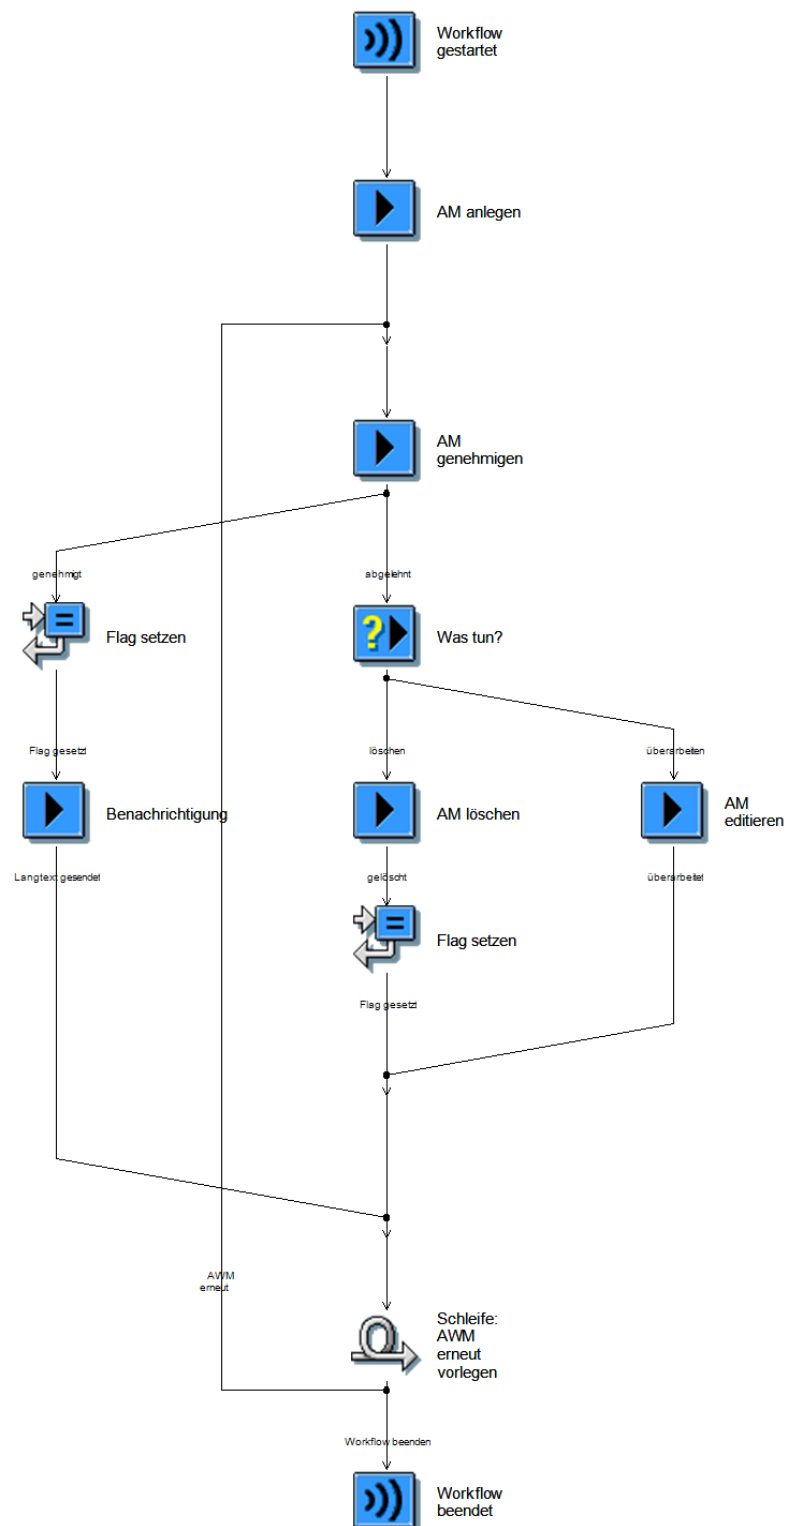 Workflow
gestartet
AM anlegen
AM
genehmigen
genehmigt
abgelehnt
Flag setzen
Was tun?
Flag gesetzt
löschen
überarbeiten
Benachrichtigung
AM löschen
AM
editieren
Langtext gesendet
gelöscht
überarbeitet
Flag setzen
Flag gesetzt
AWM
erneut
Schleife:
AWM
erneut
vorlegen
Workflow beenden
Workflow
beendet